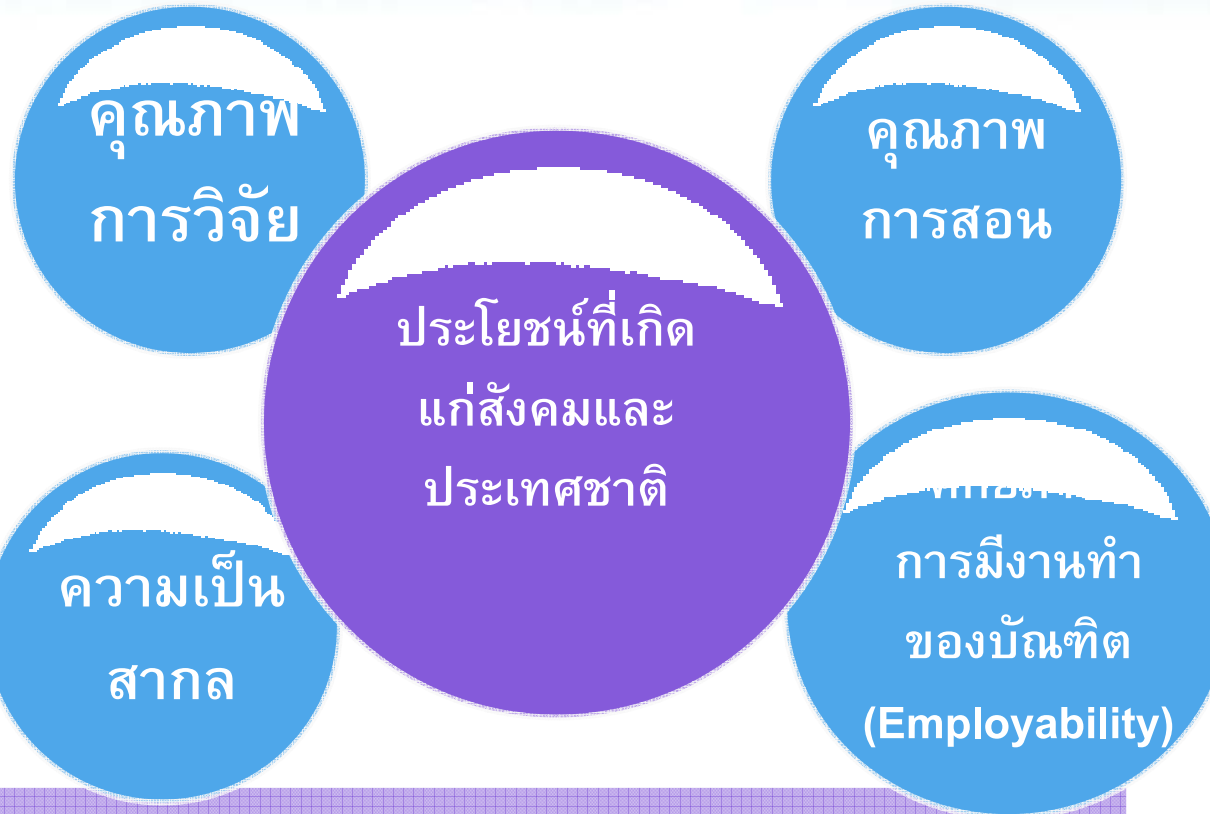 คุณภาพ
การวิจัย
คุณภาพ
การสอน
ประโยชน์ที่เกิด
แก่สังคมและ
ประเทศชาติ
ความเป็น
สากล
การมีงานทำ
ของบัณฑิต
(Employability)